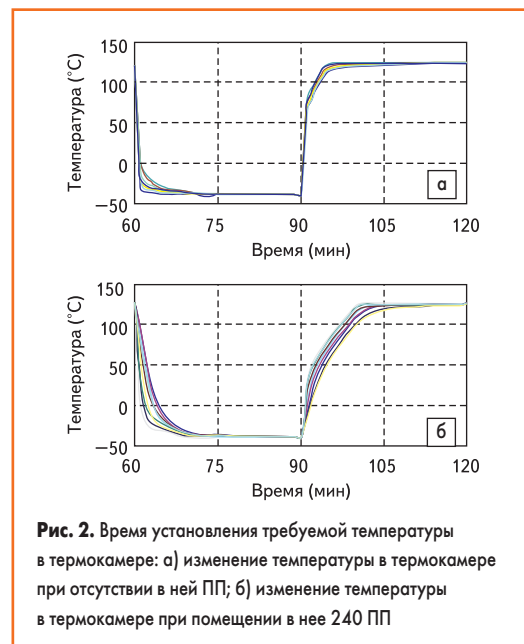 Температура (°С)
150
100
50
0
−50
а
60
75
90
105
120
Время (мин)
Температура (°С)
150
100
50
0
−50
б
60
75
90
105
120
Время (мин)
Рис. 2. Время установления требуемой температуры
в термокамере: а) изменение температуры в термокамере
при отсутствии в ней ПП; б) изменение температуры
в термокамере при помещении в нее 240 ПП